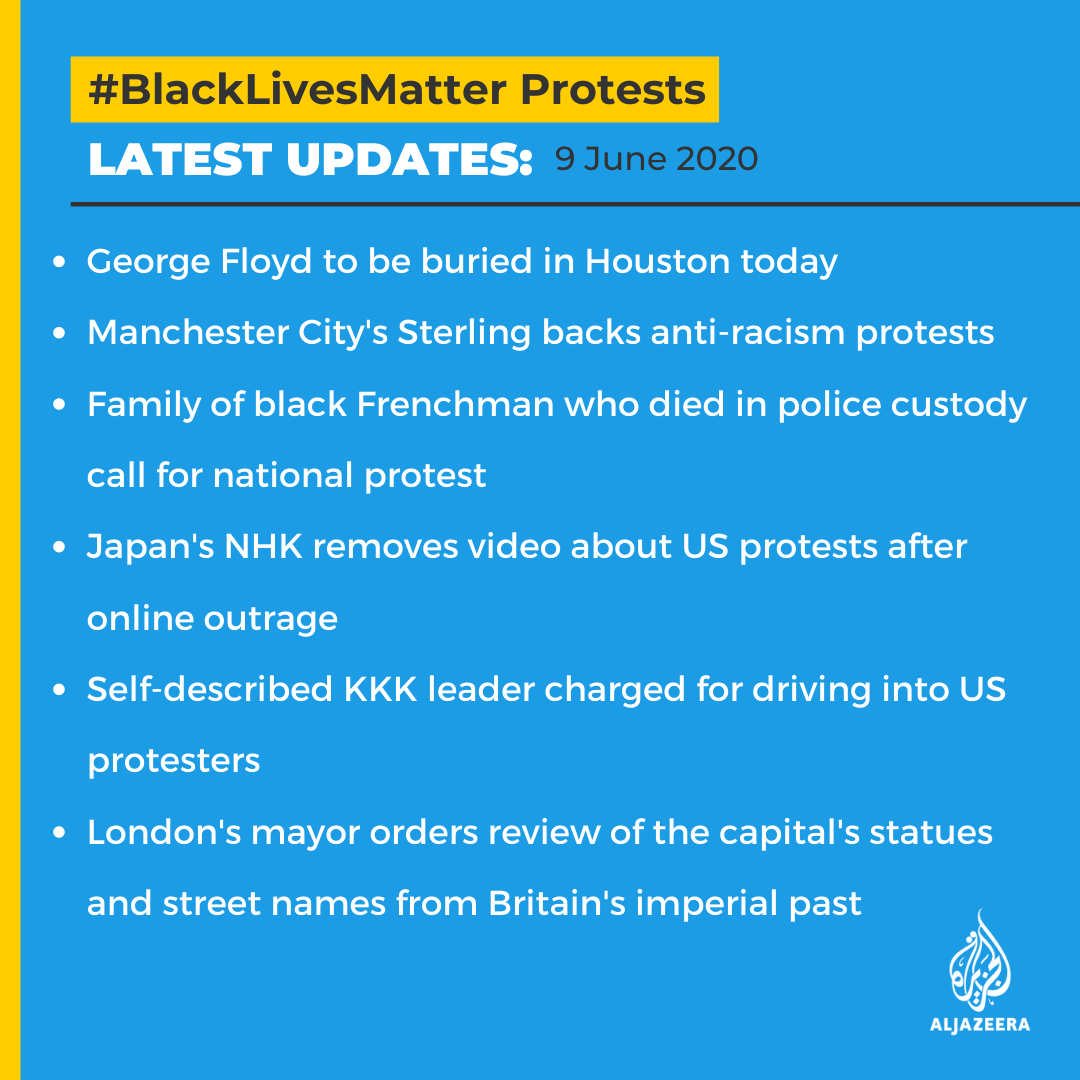 #BlackLivesMatter Protests
LATEST UPDATES: 9 June 2020
• George Floyd to be buried in Houston today
• Manchester City's Sterling backs anti-racism protests
• Family of black Frenchman who died in police custody
call for national protest
• Japan's NHK removes video about US protests after
online outrage
• Self-described KKK leader charged for driving into US
protesters
• London's mayor orders review of the capital's statues
and street names from Britain's imperial past
الجزيرة
ALJAZEERA